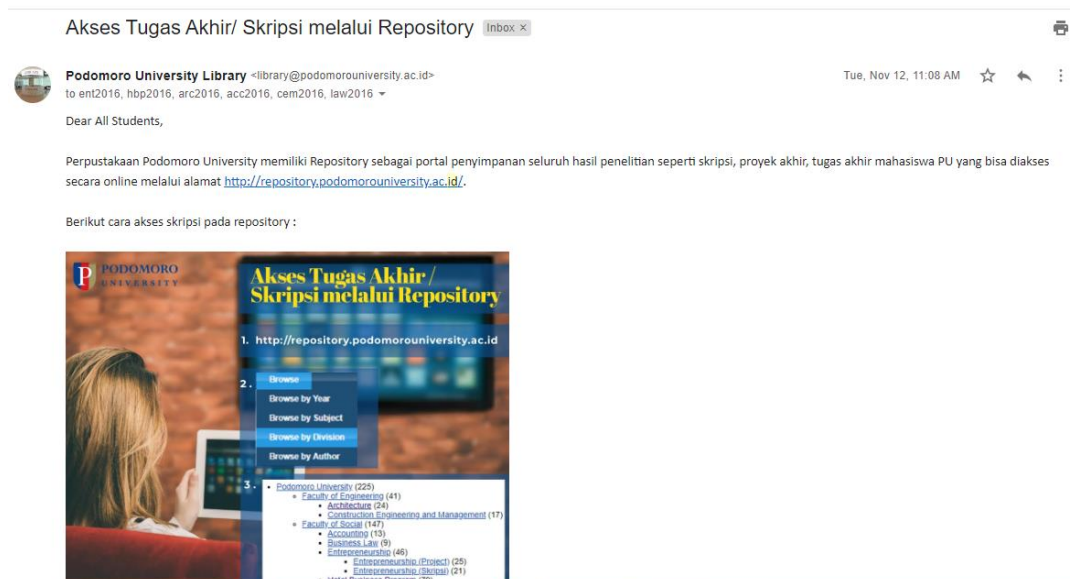 Akses Tugas Akhir/ Skripsi melalui Repository Inbox ×
Podomoro University Library <library@podomorouniversity.ac.id>
Tue, Nov 12, 11:08 AM
to ent2016, hbp2016, arc2016, acc2016, cem2016, law2016
Dear All Students,
Perpustakaan Podomoro University memiliki Repository sebagai portal penyimpanan seluruh hasil penelitian seperti skripsi, proyek akhir, tugas akhir mahasiswa PU yang bisa diakses
secara online melalui alamat http://repository.podomorouniversity.ac.id/.
Berikut cara akses skripsi pada repository :
P PODOMORO
UNIVERSITY
Akses Tugas Akhir /
Skripsi melalui Repository
1. http://repository.podomorouniversity.ac.id
2. Browse
Browse by Year
Browse by Subject
Browse by Division
Browse by Author
3. • Podomoro University (225)
Faculty of Engineering (41)
Architecture (24)
Construction Engineering and Management (17)
Faculty of Social (147)
Accounting (13)
Business Law (9)
Entrepreneurship (46)
Entrepreneurship (Project) (25)
Entrepreneurship (Skripsi) (21)
Hotel Business Program (79)